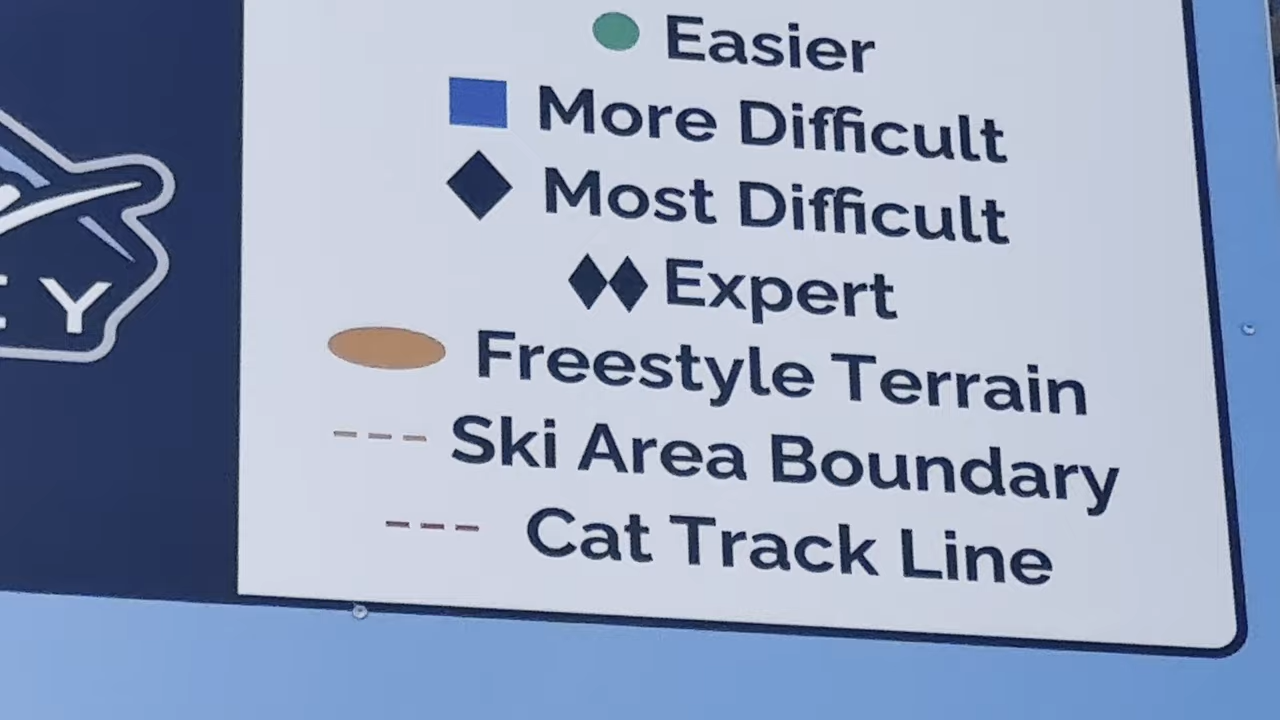 Easier
More Difficult
Most Difficult
Expert
Freestyle Terrain
Ski Area Boundary
Cat Track Line